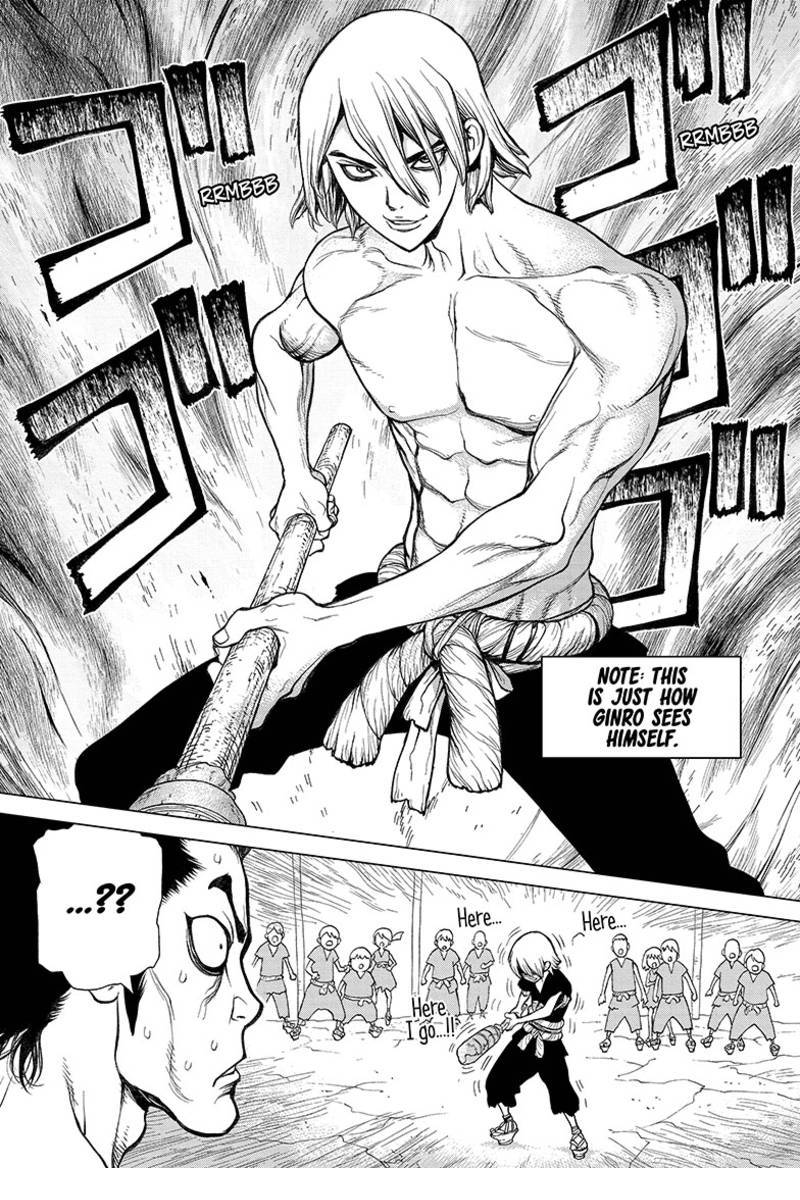 ゴゴゴ
RRMBBB
ゴゴゴ
RRMBBB
NOTE: THIS
IS JUST HOW
GINRO SEES
HIMSELF.
...??
Here...
Here...
Here
I go...!!